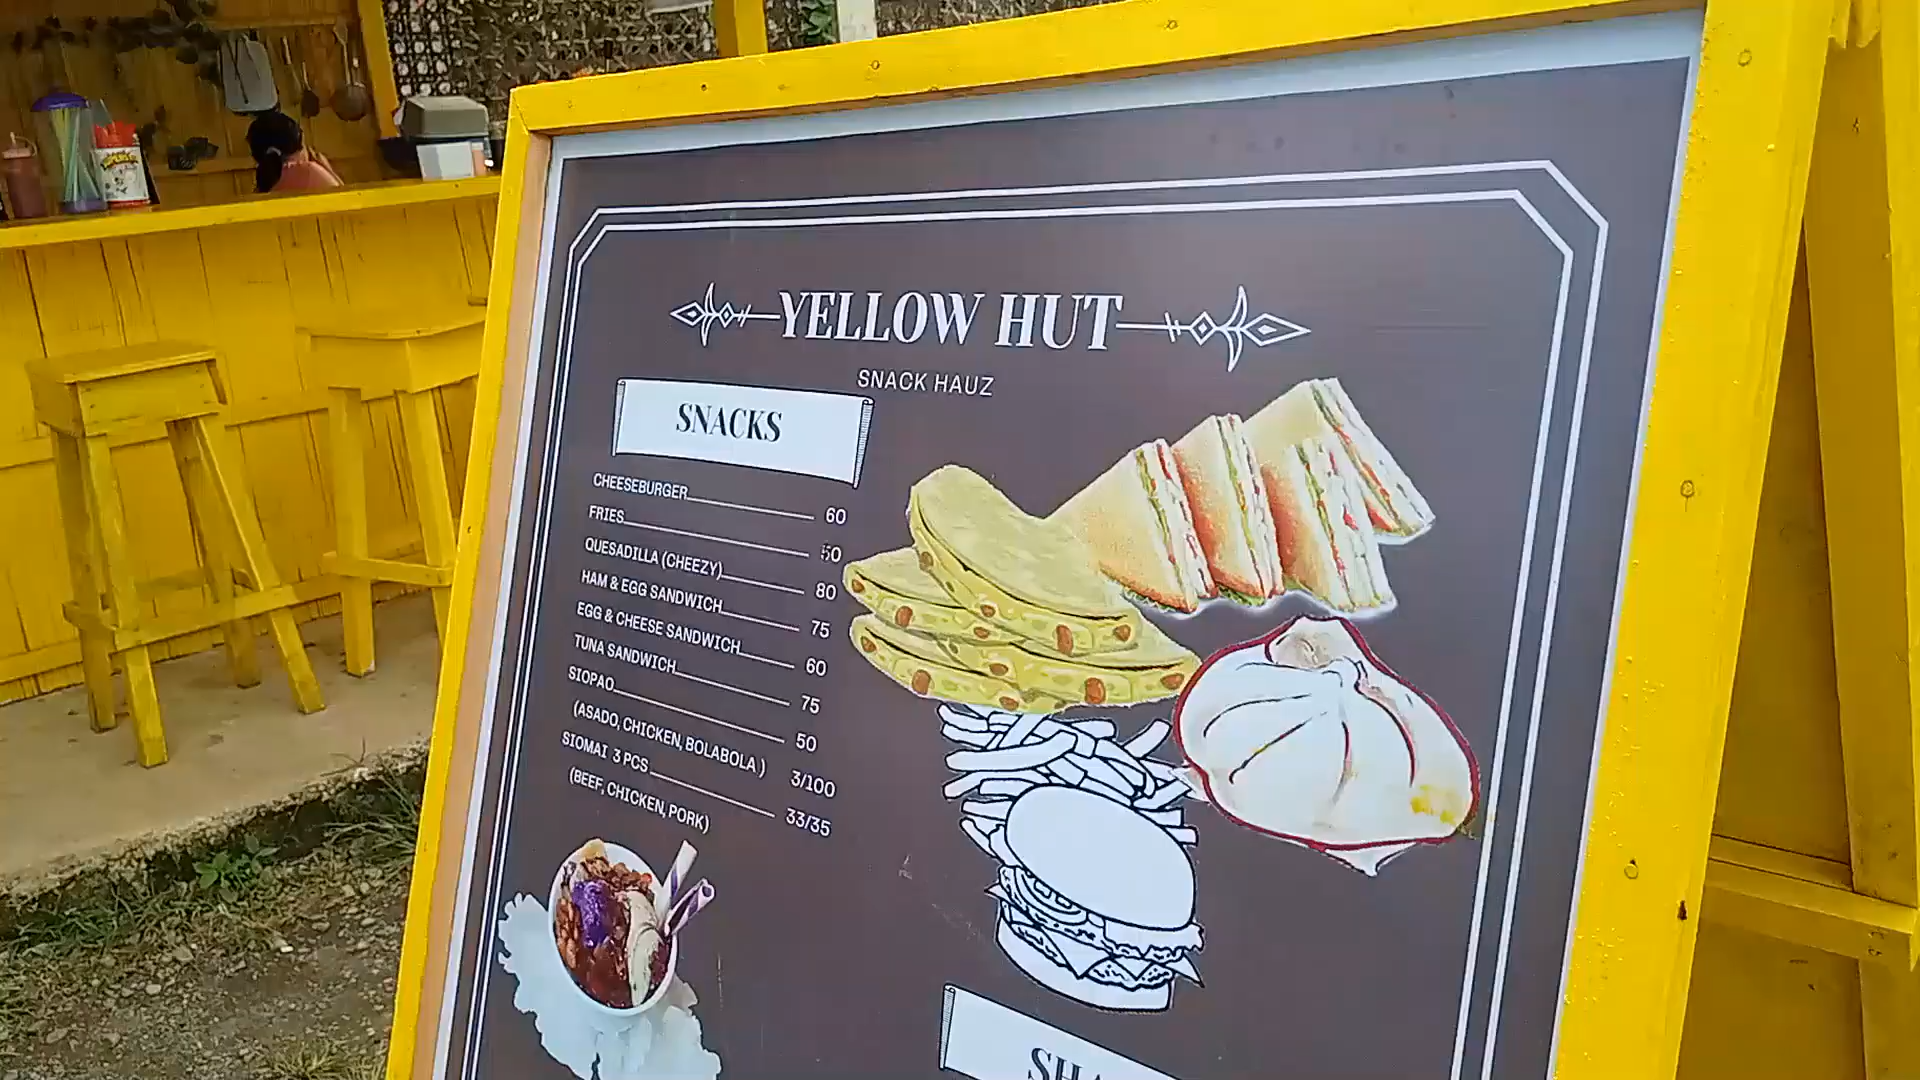 YELLOW HUT
SNACK HAUZ
SNACKS
CHEESEBURGER 60
FRIES 50
QUESADILLA (CHEEZY) 80
HAM & EGG SANDWICH 75
EGG & CHEESE SANDWICH 60
TUNA SANDWICH 75
SIOPAO 50
(ASADO, CHICKEN, BOLABOLA) 3/100
SIOMAI 3 PCS 33/35
(BEEF, CHICKEN, PORK)